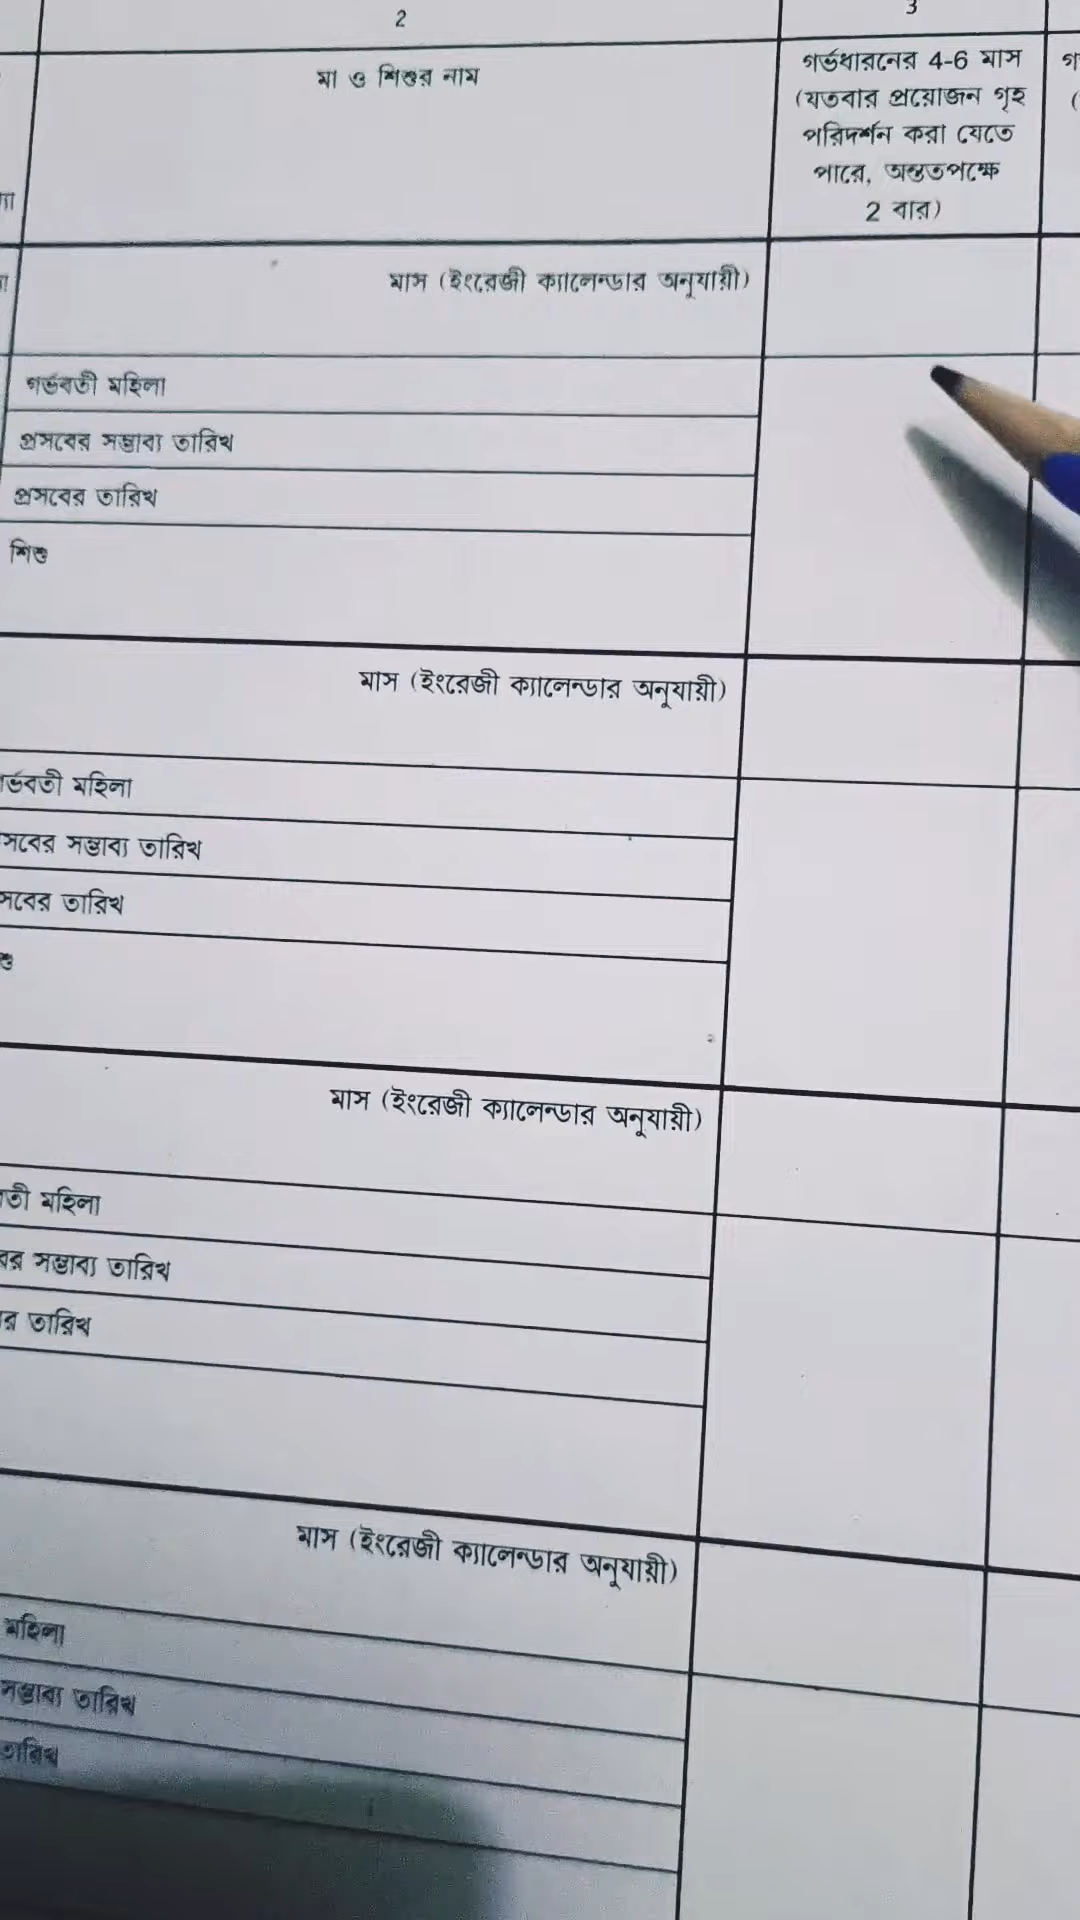 2
3
মা ও শিশুর নাম
গর্ভধারনের 4-6 মাস
(যতবার প্রয়োজন গৃহ
পরিদর্শন করা যেতে
পারে, অন্ততপক্ষে
2 বার)
মাস (ইংরেজী ক্যালেন্ডার অনুযায়ী)
গর্ভবতী মহিলা
প্রসবের সম্ভাব্য তারিখ
প্রসবের তারিখ
শিশু
মাস (ইংরেজী ক্যালেন্ডার অনুযায়ী)
র্ভবতী মহিলা
সবের সম্ভাব্য তারিখ
সবের তারিখ
শু
মাস (ইংরেজী ক্যালেন্ডার অনুযায়ী)
তী মহিলা
বের সম্ভাব্য তারিখ
র তারিখ
মাস (ইংরেজী ক্যালেন্ডার অনুযায়ী)
মহিলা
সম্ভাব্য তারিখ
তারিখ